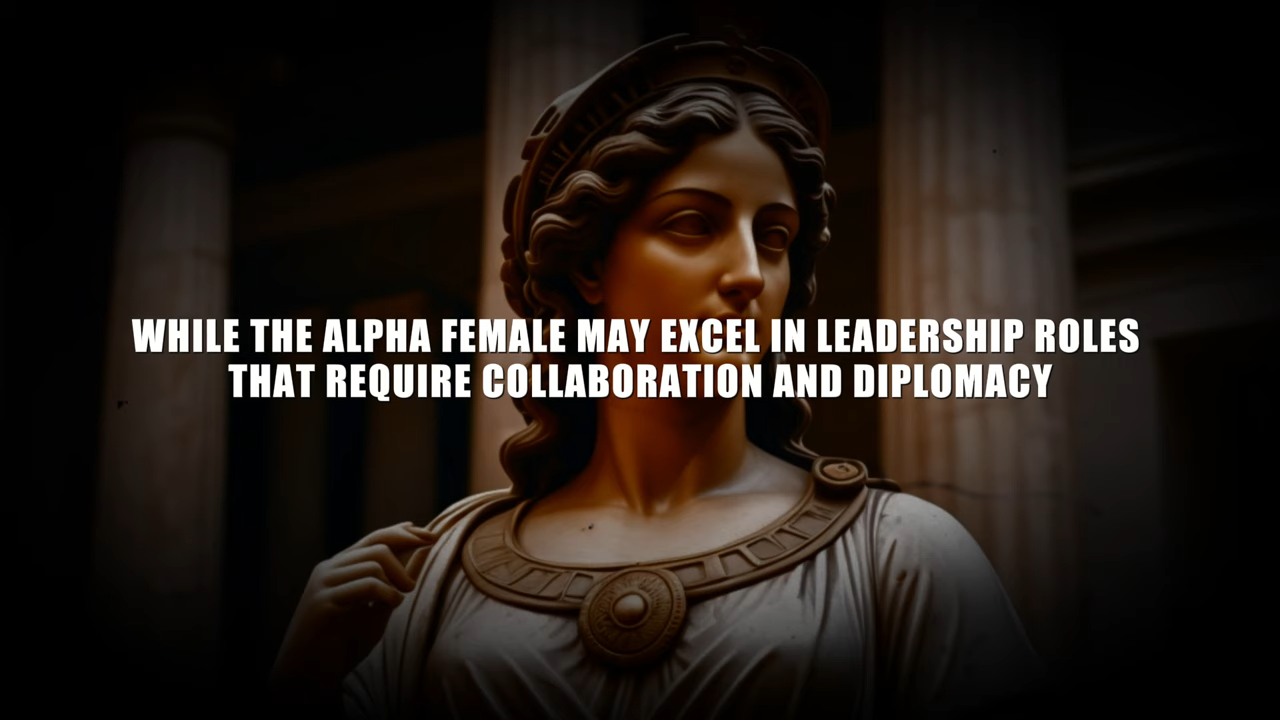 WHILE THE ALPHA FEMALE MAY EXCEL IN LEADERSHIP ROLES
THAT REQUIRE COLLABORATION AND DIPLOMACY